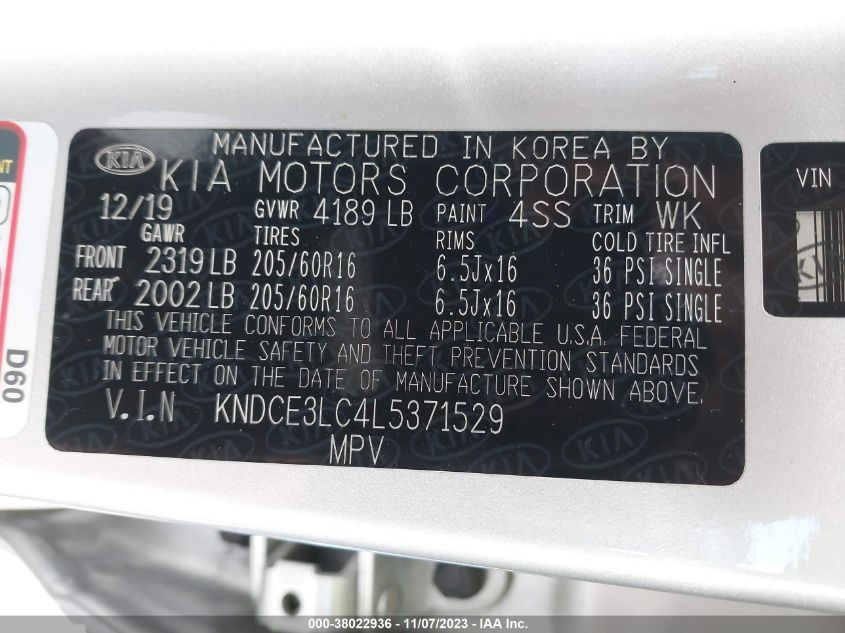 MANUFACTURED IN KOREA BY
KIA KIA MOTORS CORPORATION
12/19 GVWR 4189 LB PAINT 4SS TRIM WK
GAWR TIRES RIMS COLD TIRE INFL
FRONT 2319 LB 205/60R16 6.5Jx16 36 PSI SINGLE
REAR 2002 LB 205/60R16 6.5Jx16 36 PSI SINGLE
THIS VEHICLE CONFORMS TO ALL APPLICABLE U.S.A. FEDERAL
MOTOR VEHICLE SAFETY AND THEFT PREVENTION STANDARDS
IN EFFECT ON THE DATE OF MANUFACTURE SHOWN ABOVE.
V.I.N KNDCE3LC4L5371529
MPV
VIN
D60
000-38022936 - 11/07/2023 - IAA Inc.